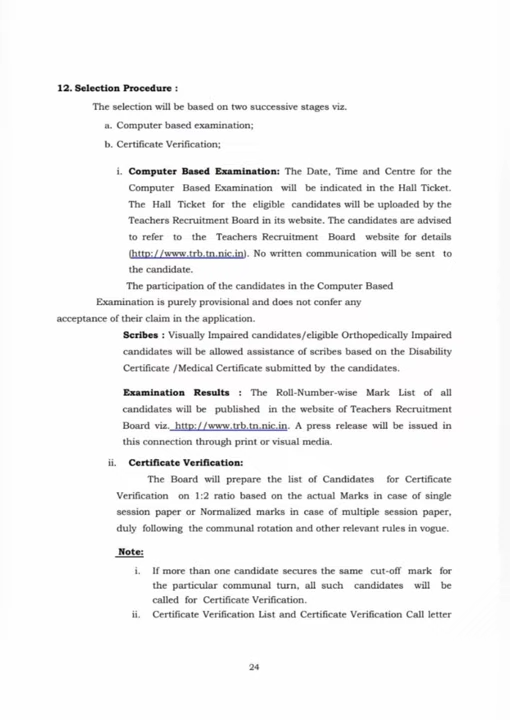 12. Selection Procedure :
The selection will be based on two successive stages viz.
a. Computer based examination;
b. Certificate Verification;
i. Computer Based Examination: The Date, Time and Centre for the
Computer Based Examination will be indicated in the Hall Ticket.
The Hall Ticket for the eligible candidates will be uploaded by the
Teachers Recruitment Board in its website. The candidates are advised
to refer to the Teachers Recruitment Board website for details
(http://www.trb.tn.nic.in). No written communication will be sent to
the candidate.
The participation of the candidates in the Computer Based
Examination is purely provisional and does not confer any
acceptance of their claim in the application.
Scribes : Visually Impaired candidates/eligible Orthopedically Impaired
candidates will be allowed assistance of scribes based on the Disability
Certificate /Medical Certificate submitted by the candidates.
Examination Results : The Roll-Number-wise Mark List of all
candidates will be published in the website of Teachers Recruitment
Board viz. http://www.trb.tn.nic.in. A press release will be issued in
this connection through print or visual media.
ii. Certificate Verification:
The Board will prepare the list of Candidates for Certificate
Verification on 1:2 ratio based on the actual Marks in case of single
session paper or Normalized marks in case of multiple session paper,
duly following the communal rotation and other relevant rules in vogue.
Note:
i. If more than one candidate secures the same cut-off mark for
the particular communal turn, all such candidates will be
called for Certificate Verification.
ii. Certificate Verification List and Certificate Verification Call letter
24